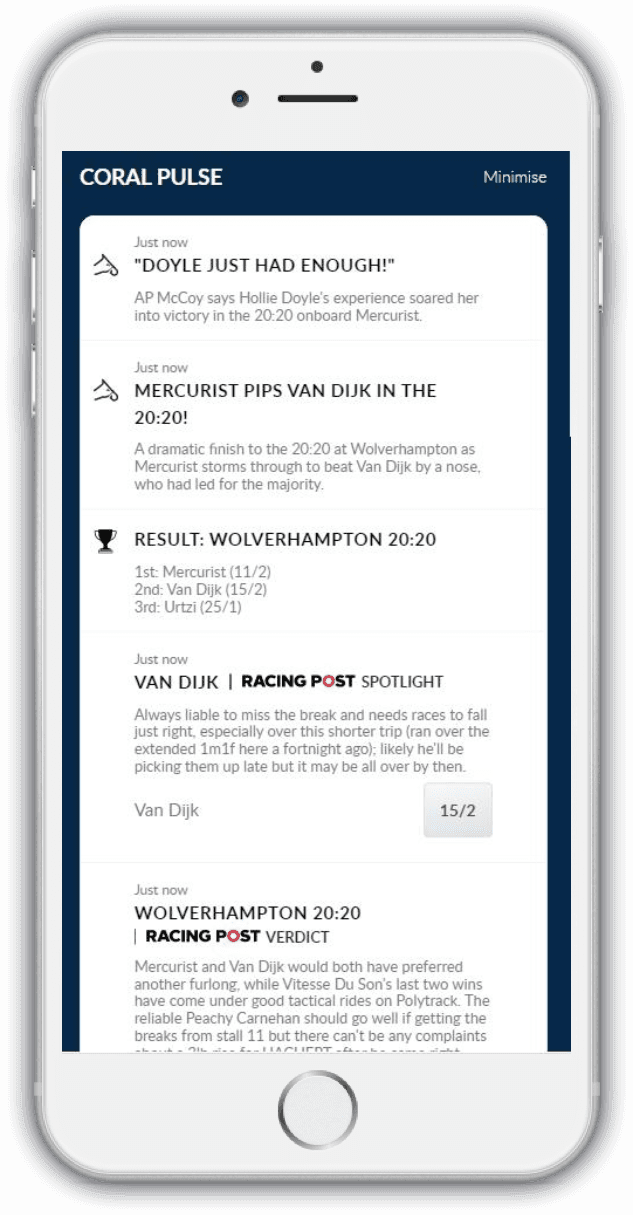 CORAL PULSE
Minimise
Just now
"DOYLE JUST HAD ENOUGH!"
AP McCoy says Hollie Doyle's experience soared her
into victory in the 20:20 onboard Mercurist.
Just now
MERCURIST PIPS VAN DIJK IN THE
20:20!
A dramatic finish to the 20:20 at Wolverhampton as
Mercurist storms through to beat Van Dijk by a nose,
who had led for the majority.
RESULT: WOLVERHAMPTON 20:20
1st: Mercurist (11/2)
2nd: Van Dijk (15/2)
3rd: Urtzi (25/1)
Just now
VAN DIJK | RACING POST SPOTLIGHT
Always liable to miss the break and needs races to fall
just right, especially over this shorter trip (ran over the
extended 1m1f here a fortnight ago); likely he'll be
picking them up late but it may be all over by then.
Van Dijk
15/2
Just now
WOLVERHAMPTON 20:20
| RACING POST VERDICT
Mercurist and Van Dijk would both have preferred
another furlong, while Vitesse Du Son's last two wins
have come under good tactical rides on Polytrack. The
reliable Peachy Carnehan should go well if getting the
breaks from stall 11 but there can't be any complaints